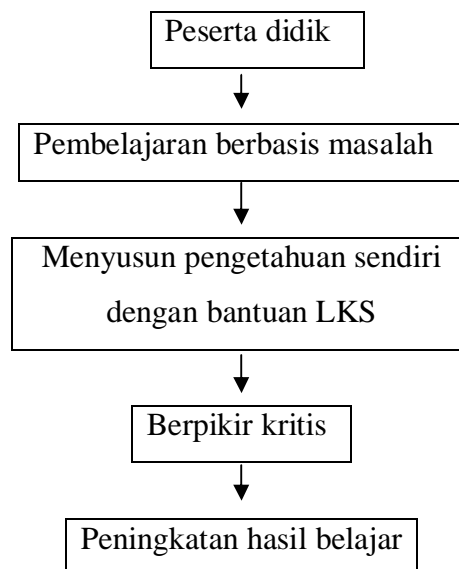 Peserta didik
Pembelajaran berbasis masalah
Menyusun pengetahuan sendiri
dengan bantuan LKS
Berpikir kritis
Peningkatan hasil belajar